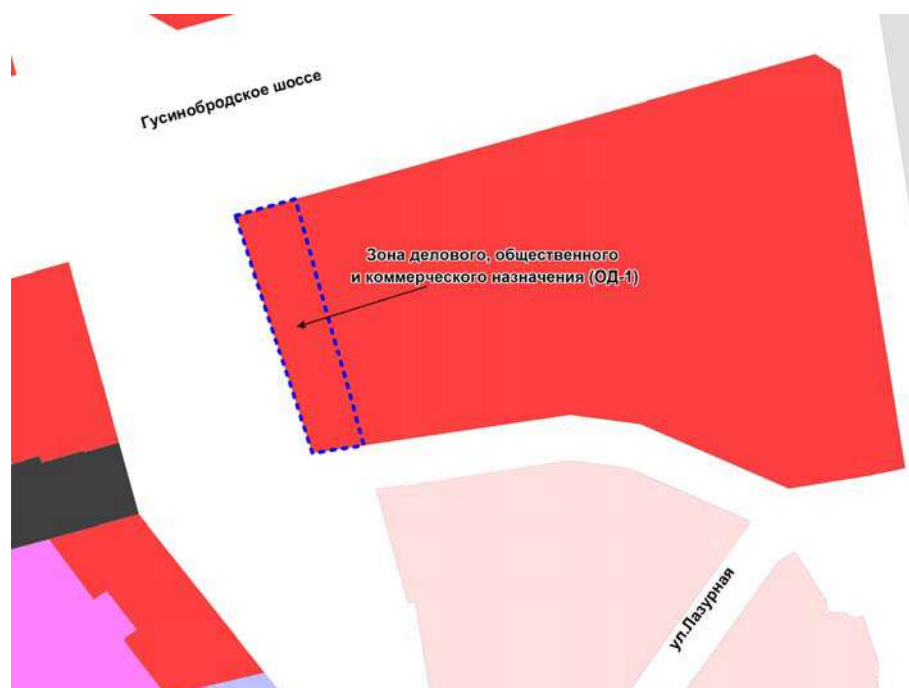 Гусинобродское шоссе
Зона делового, общественного
и коммерческого назначения (ОД-1)
ул.Лазурная